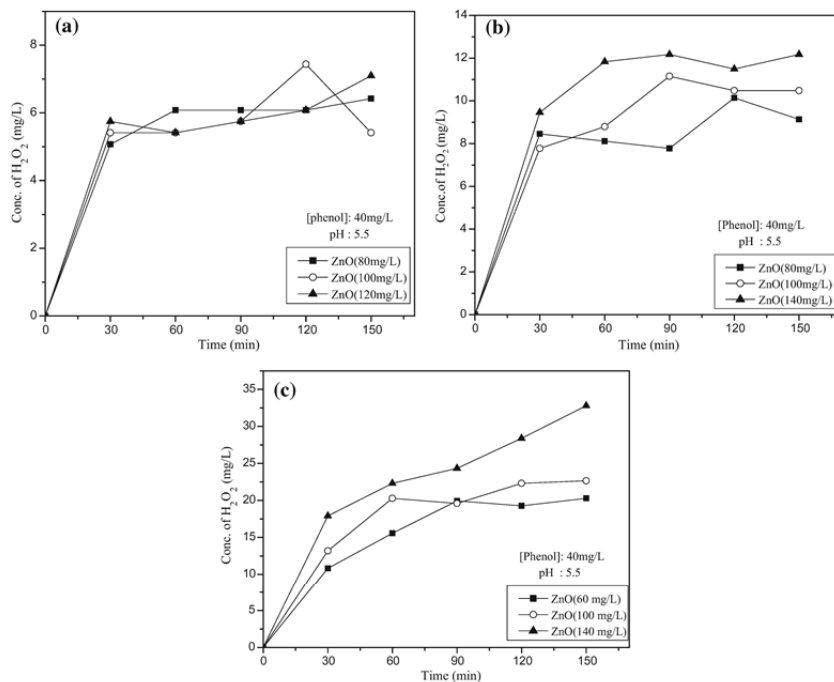 (a)
8
6
4
2
0
Conc. of H2O2 (mg/L)
[phenol]: 40mg/L
pH : 5.5
ZnO(80mg/L)
ZnO(100mg/L)
ZnO(120mg/L)
0 30 60 90 120 150
Time (min)
(b)
14
12
10
8
6
4
2
0
Conc.of H2O2 (mg/L)
[Phenol]: 40mg/L
pH : 5.5
ZnO(80mg/L)
ZnO(100mg/L)
ZnO(140mg/L)
0 30 60 90 120 150
Time (min)
(c)
35
30
25
20
15
10
5
0
Conc. of H2O2 (mg/L)
[Phenol]: 40mg/L
pH : 5.5
ZnO(60 mg/L)
ZnO(100 mg/L)
ZnO(140 mg/L)
0 30 60 90 120 150
Time (min)